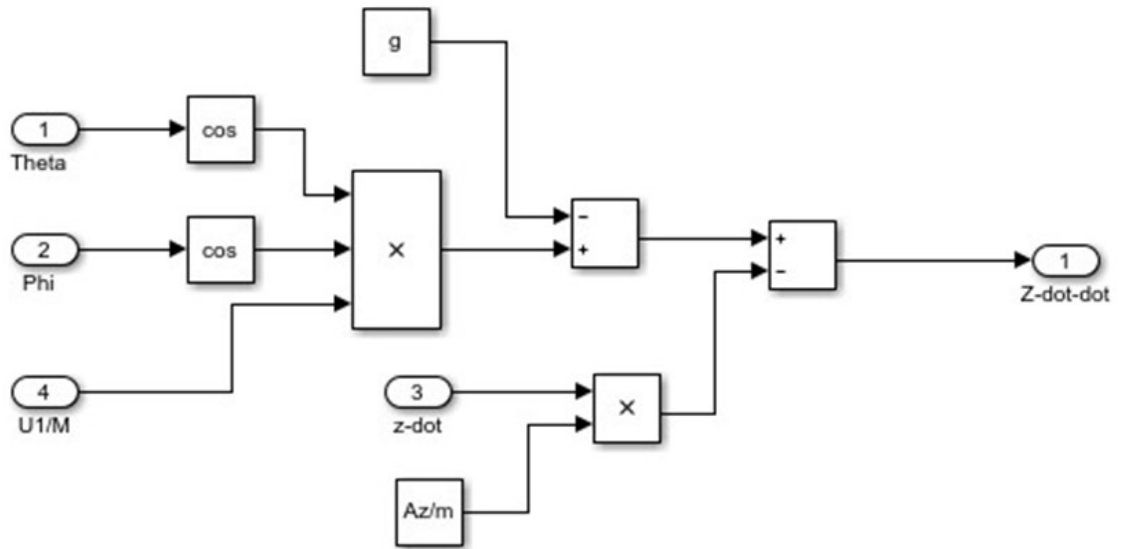 g
1
Theta
cos
2
Phi
cos
×
−
+
+
−
1
Z-dot-dot
4
U1/M
3
z-dot
×
Az/m